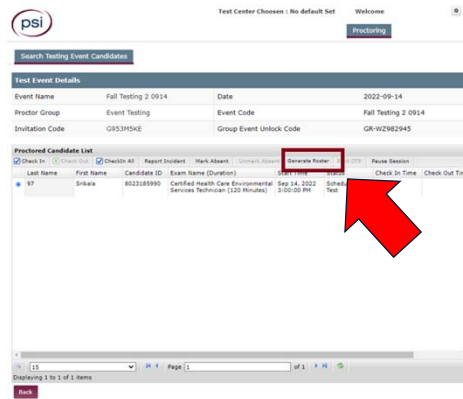 psi
Test Center Choosen : No default Set Welcome
Proctoring
Search Testing Event Candidates
Test Event Details
Event Name Fall Testing 2 0914 Date 2022-09-14
Proctor Group Event Testing Event Code Fall Testing 2 0914
Invitation Code G953M5KE Group Event Unlock Code GR-WZ982945
Proctored Candidate List
Check In Check Out CheckIn All Report Incident Mark Absent Unmark Absent Generate Roster OTP Pause Session
Last Name First Name Candidate ID Exam Name (Duration) Start Time Status Check In Time Check Out Tim
97 Srikala 8023185990 Certified Health Care Environmental Sep 14, 2022 Schedu
Services Technician (120 Minutes) 3:00:00 PM Test
15 Page 1 of 1
Displaying 1 to 1 of 1 items
Back